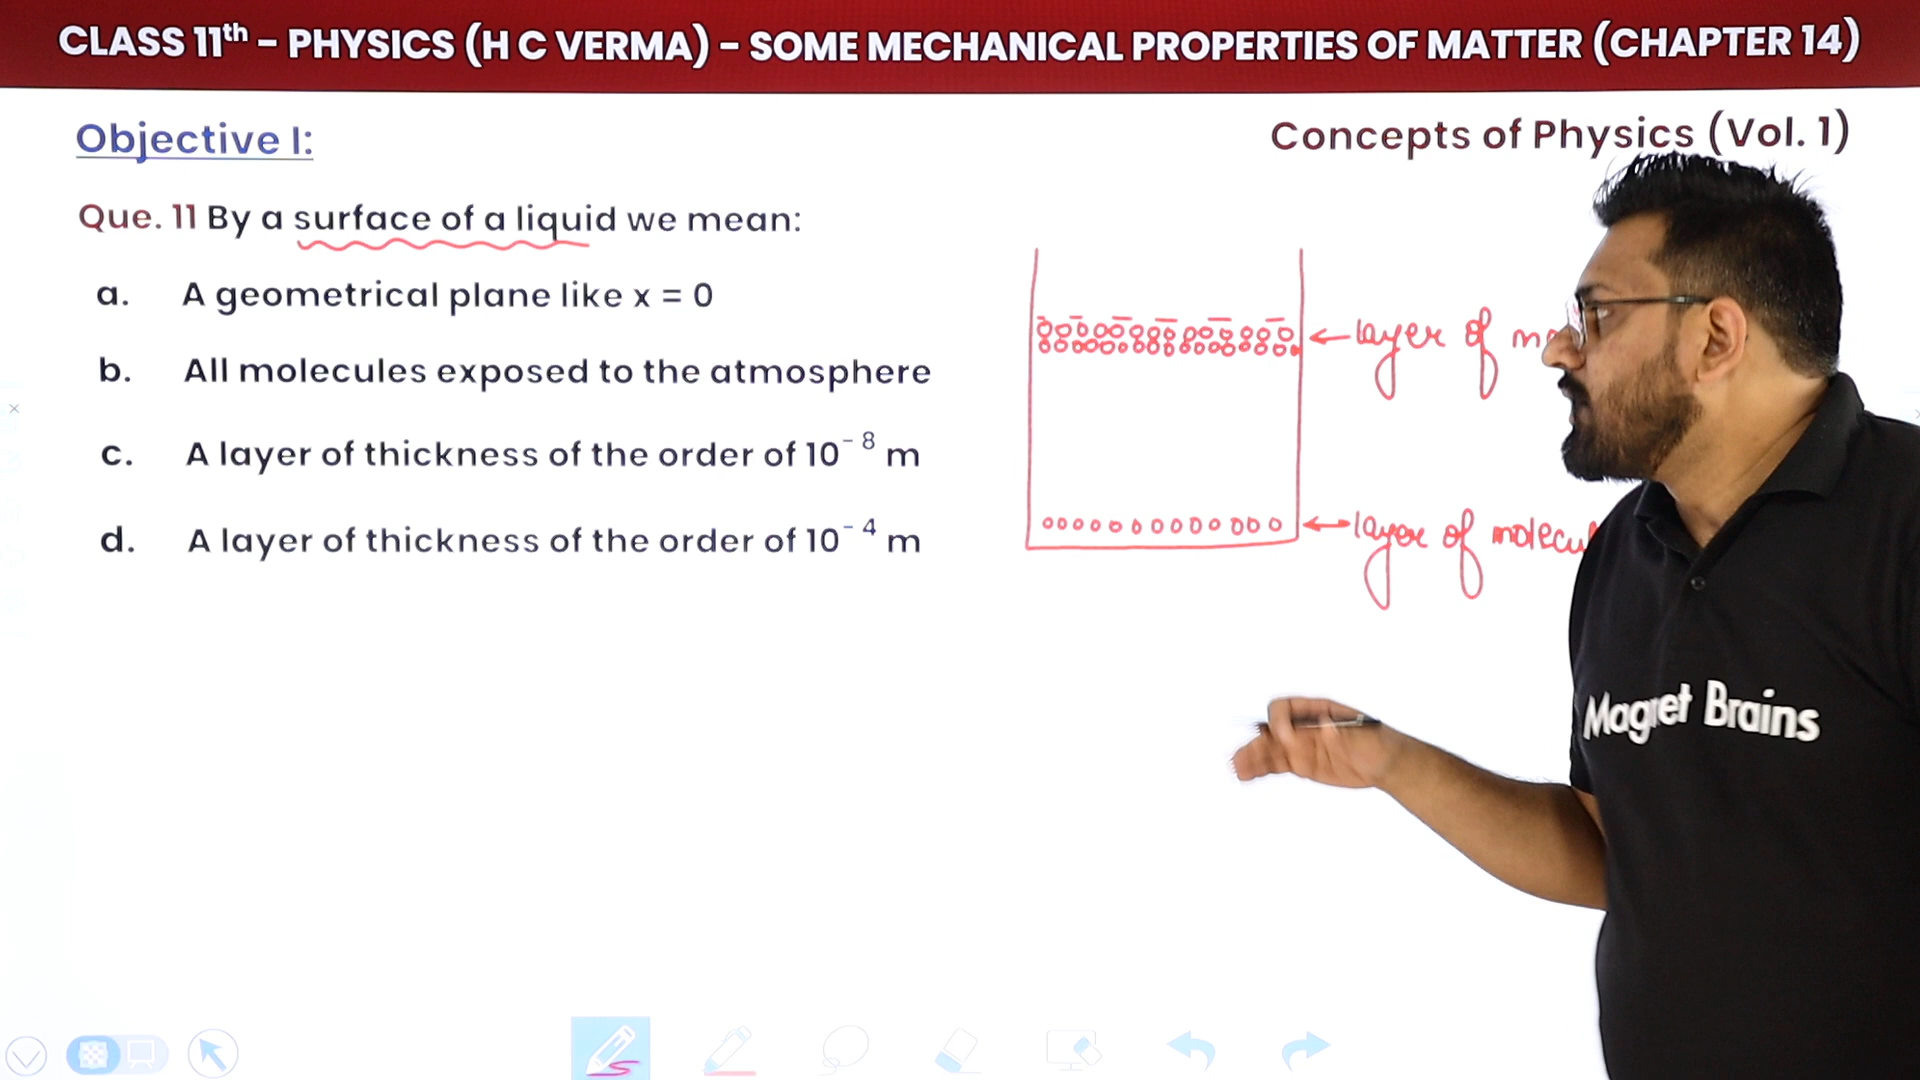 CLASS 11th – PHYSICS (H C VERMA) – SOME MECHANICAL PROPERTIES OF MATTER (CHAPTER 14)
Objective I:
Concepts of Physics (Vol. 1)
Que. 11 By a surface of a liquid we mean:
a. A geometrical plane like x = 0
b. All molecules exposed to the atmosphere
c. A layer of thickness of the order of 10⁻⁸ m
d. A layer of thickness of the order of 10⁻⁴ m
layer of
layer of
Magnet Brains